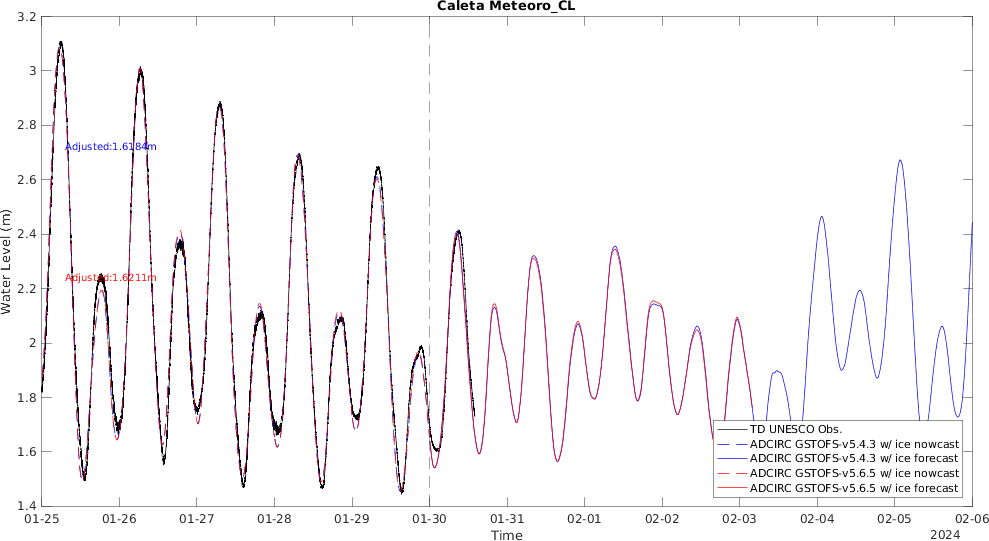 Caleta Meteoro_CL
3.2
3
2.8
2.6
2.4
2.2
2
1.8
1.6
1.4
Water Level (m)
Adjusted:1.6184m
Adjusted:1.6211m
TD UNESCO Obs.
ADCIRC GSTOFS-v5.4.3 w/ ice nowcast
ADCIRC GSTOFS-v5.4.3 w/ ice forecast
ADCIRC GSTOFS-v5.6.5 w/ ice nowcast
ADCIRC GSTOFS-v5.6.5 w/ ice forecast
01-25 01-26 01-27 01-28 01-29 01-30 01-31 02-01 02-02 02-03 02-04 02-05 02-06
Time
2024